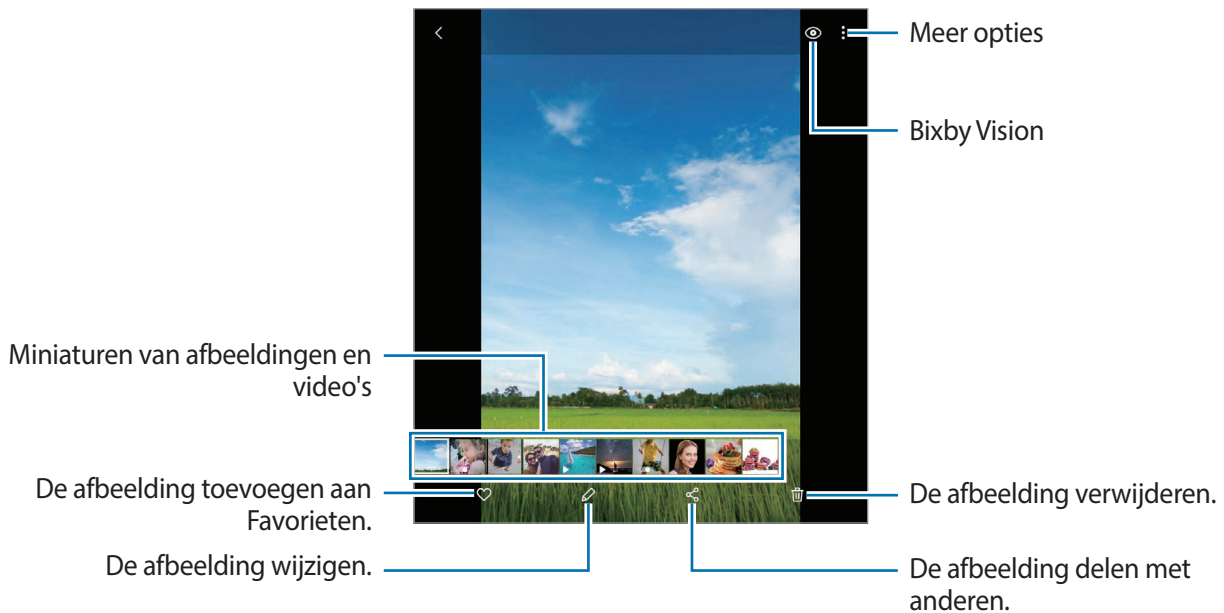 Meer opties
Bixby Vision
Miniaturen van afbeeldingen en
video's
De afbeelding toevoegen aan
Favorieten.
De afbeelding wijzigen.
De afbeelding verwijderen.
De afbeelding delen met
anderen.